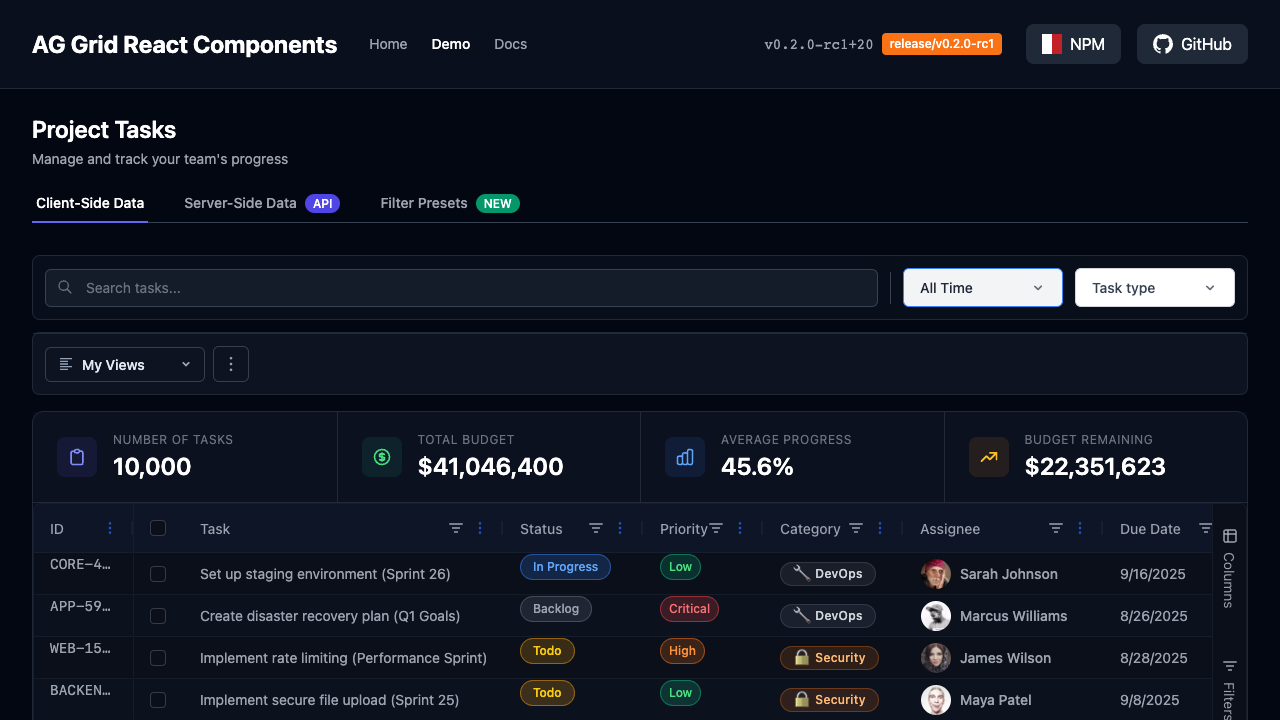 AG Grid React Components
Home
Demo
Docs
v0.2.0-rc1+20
release/v0.2.0-rc1
NPM
GitHub
Project Tasks
Manage and track your team's progress
Client-Side Data
Server-Side Data API
Filter Presets NEW
Search tasks...
All Time
Task type
My Views
NUMBER OF TASKS
10,000
TOTAL BUDGET
$41,046,400
AVERAGE PROGRESS
45.6%
BUDGET REMAINING
$22,351,623
ID Task Status Priority Category Assignee Due Date
CORE-4… Set up staging environment (Sprint 26) In Progress Low DevOps Sarah Johnson 9/16/2025
APP-59… Create disaster recovery plan (Q1 Goals) Backlog Critical DevOps Marcus Williams 8/26/2025
WEB-15… Implement rate limiting (Performance Sprint) Todo High Security James Wilson 8/28/2025
BACKEN… Implement secure file upload (Sprint 25) Todo Low Security Maya Patel 9/8/2025
Columns
Filters